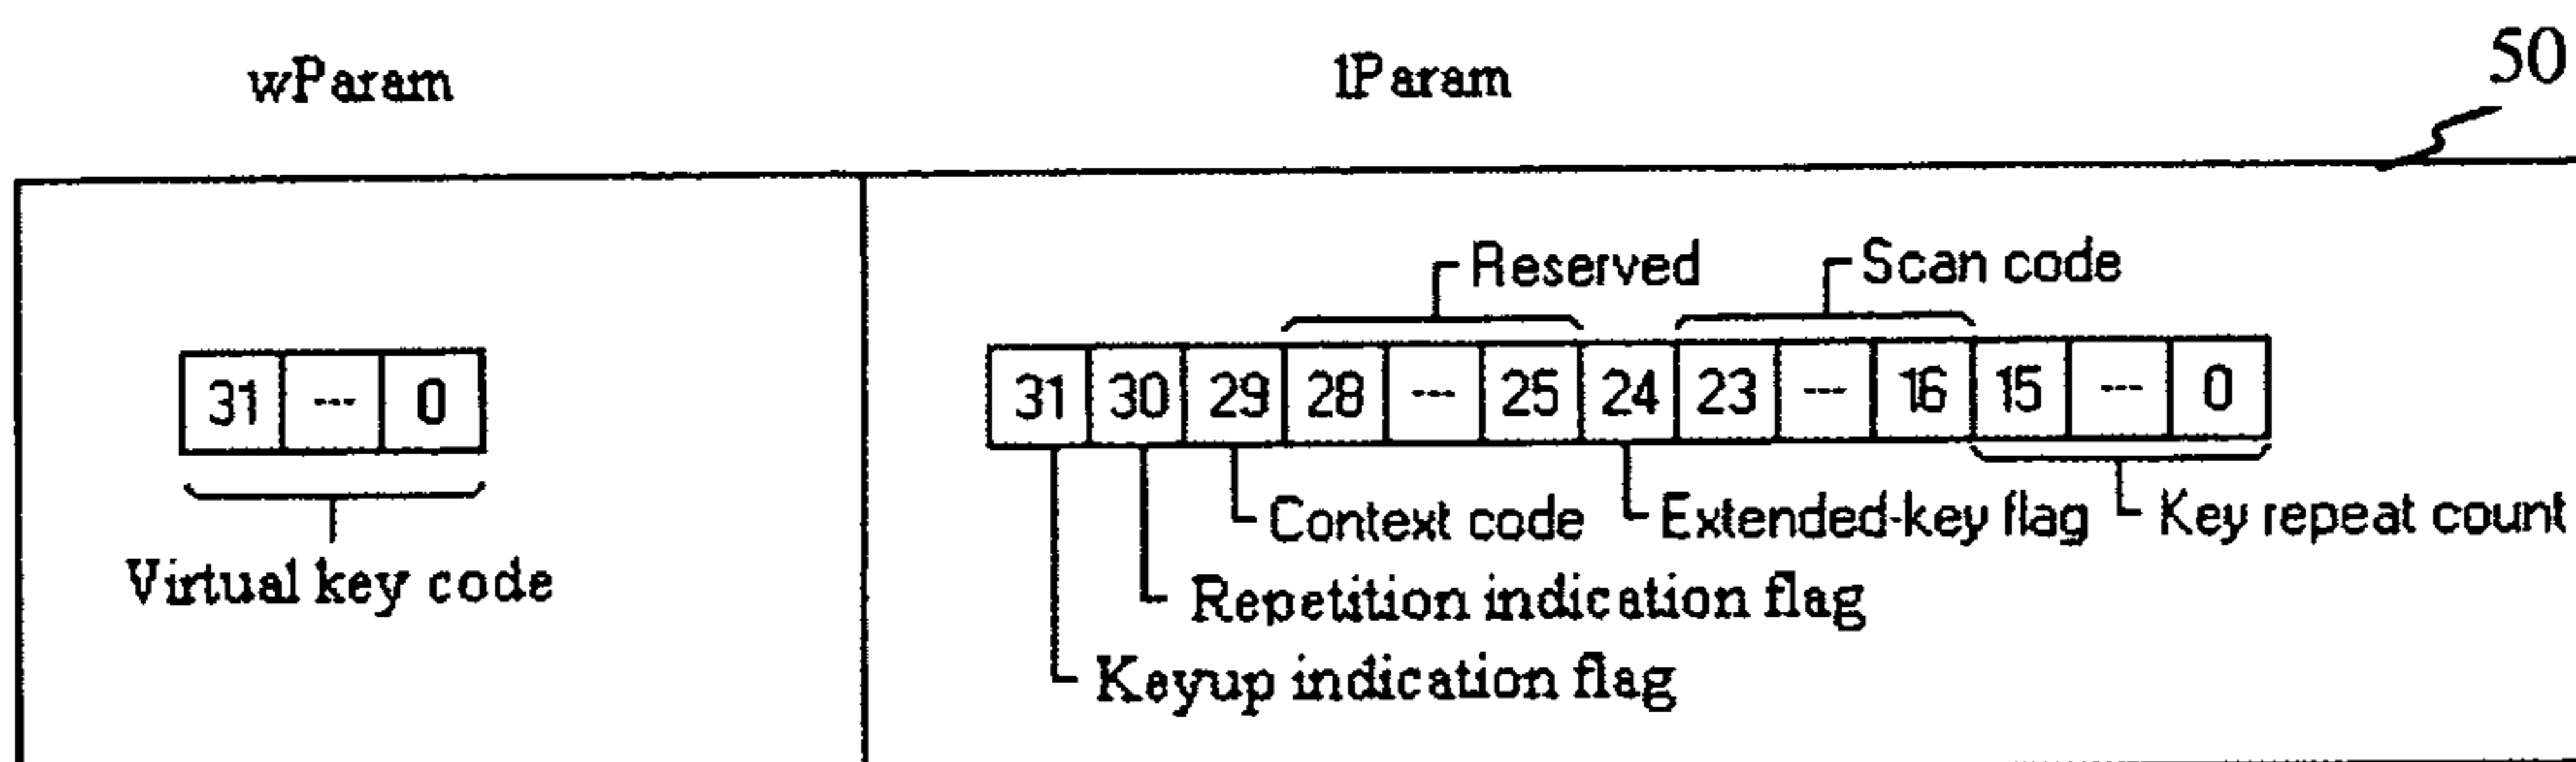 wParam
lParam
50
Reserved
Scan code
31 --- 0
31 30 29 28 --- 25 24 23 --- 16 15 --- 0
Virtual key code
Context code
Extended-key flag
Key repeat count
Repetition indication flag
Keyup indication flag